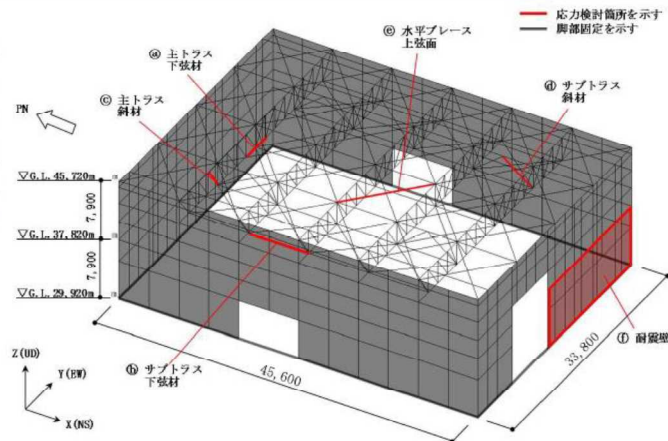 応力検討箇所を示す
脚部固定を示す
ⓔ 水平ブレース
上弦面
ⓐ 主トラス
下弦材
ⓒ 主トラス
斜材
ⓓ サブトラス
斜材
PN
▽G.L.45,720m
7,900
▽G.L.37,820m
7,900
▽G.L.29,920m
ⓕ 耐震壁
33,800
45,600
ⓑ サブトラス
下弦材
Z(UD)
Y(EW)
X(NS)